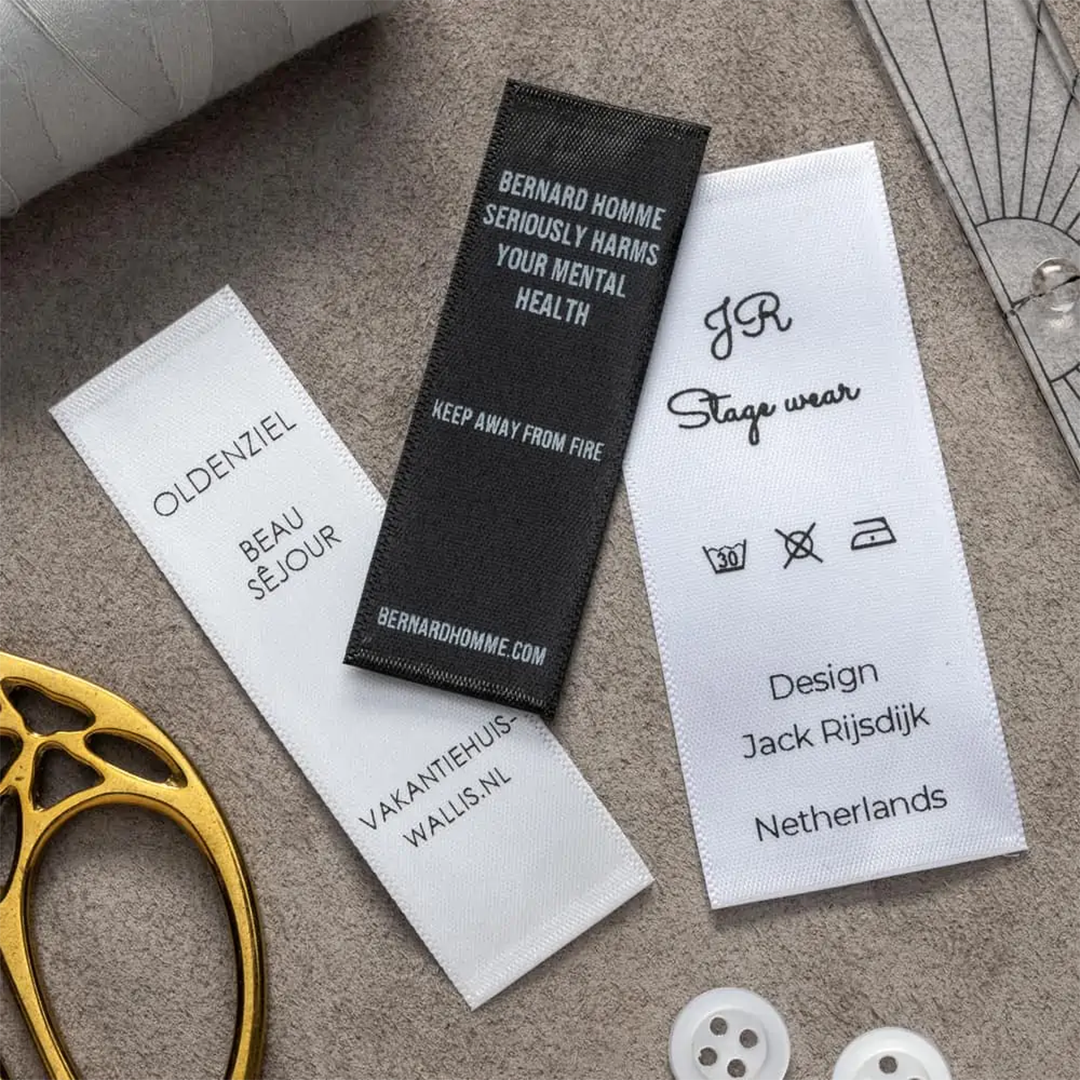 OLDENZIEL
BEAU
SÊJOUR
VAKANTIEHUIS-
WALLIS.NL
BERNARD HOMME
SERIOUSLY HARMS
YOUR MENTAL
HEALTH
KEEP AWAY FROM FIRE
BERNARDHOMME.COM
JR
Stage wear
30
Design
Jack Rijsdijk
Netherlands